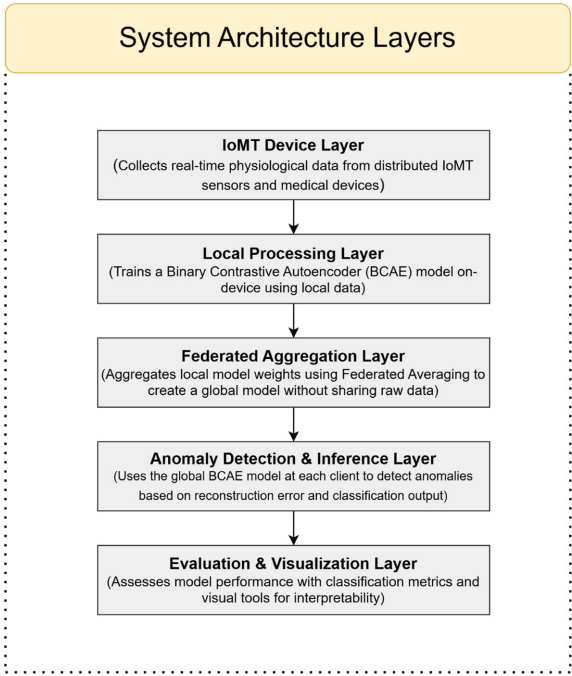 System Architecture Layers
IoMT Device Layer
(Collects real-time physiological data from distributed IoMT
sensors and medical devices)
Local Processing Layer
(Trains a Binary Contrastive Autoencoder (BCAE) model on-
device using local data)
Federated Aggregation Layer
(Aggregates local model weights using Federated Averaging to
create a global model without sharing raw data)
Anomaly Detection & Inference Layer
(Uses the global BCAE model at each client to detect anomalies
based on reconstruction error and classification output)
Evaluation & Visualization Layer
(Assesses model performance with classification metrics and
visual tools for interpretability)